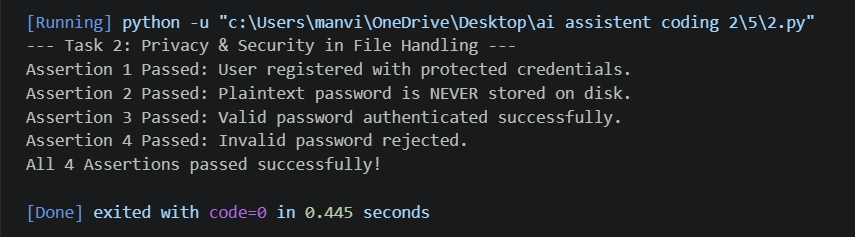 [Running] python -u "c:\Users\manvi\OneDrive\Desktop\ai assistent coding 2\5\2.py"
--- Task 2: Privacy & Security in File Handling ---
Assertion 1 Passed: User registered with protected credentials.
Assertion 2 Passed: Plaintext password is NEVER stored on disk.
Assertion 3 Passed: Valid password authenticated successfully.
Assertion 4 Passed: Invalid password rejected.
All 4 Assertions passed successfully!
[Done] exited with code=0 in 0.445 seconds